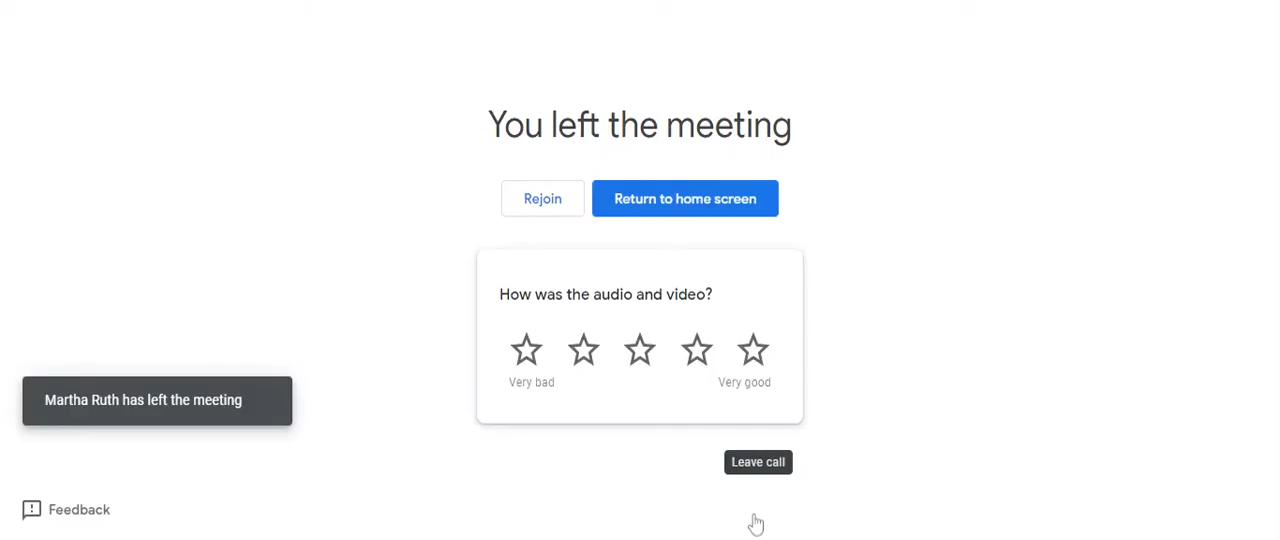 You left the meeting
Rejoin
Return to home screen
How was the audio and video?
Very bad
Very good
Martha Ruth has left the meeting
Leave call
Feedback